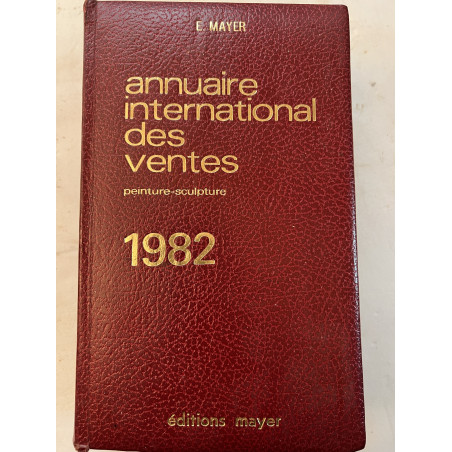 E. MAYER
annuaire
international
des
ventes
peinture-sculpture
1982
éditions mayer